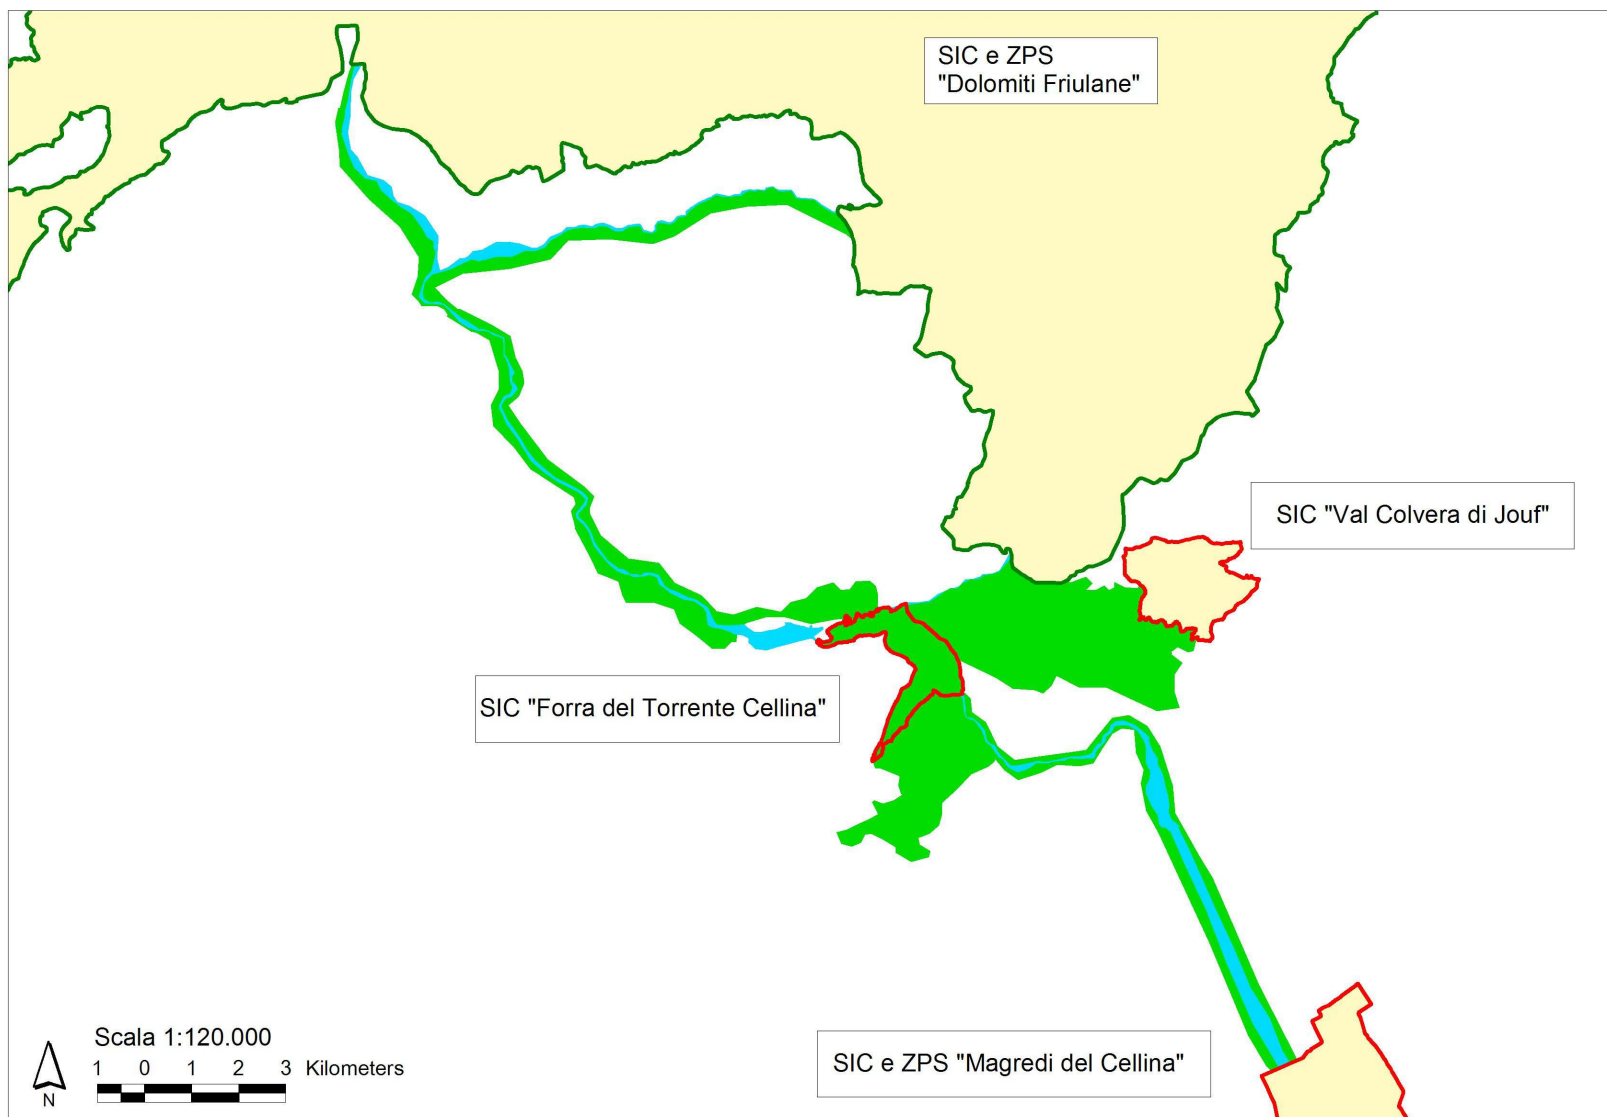 SIC e ZPS
"Dolomiti Friulane"
SIC "Val Colvera di Jouf"
SIC "Forra del Torrente Cellina"
SIC e ZPS "Magredi del Cellina"
Scala 1:120.000
1 0 1 2 3 Kilometers
N